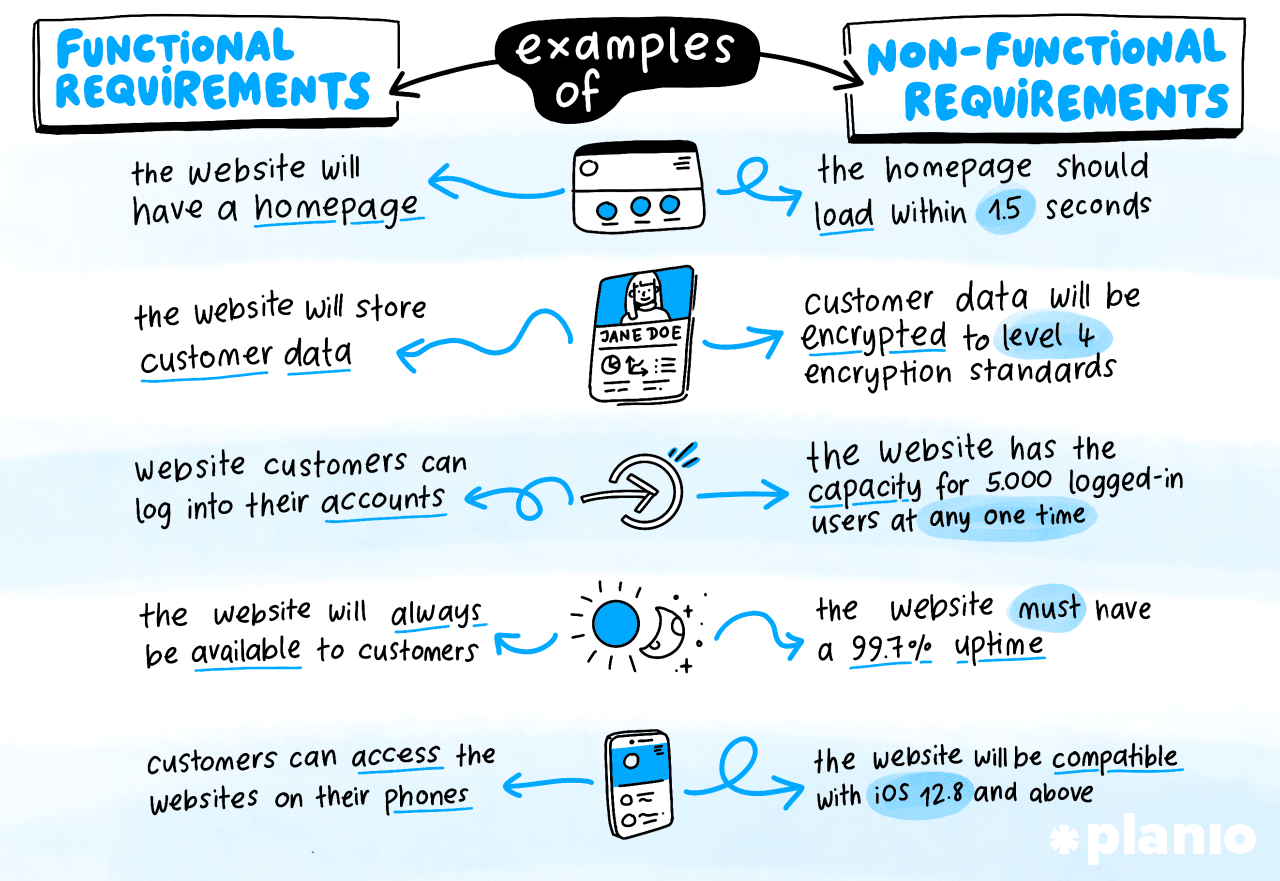 FUNCTIONAL
REQUIREMENTS
examples
of
NON-FUNCTIONAL
REQUIREMENTS
the website will
have a homepage
the homepage should
load within 1.5 seconds
the website will store
customer data
JANE DOE
customer data will be
encrypted to level 4
encryption standards
website customers can
log into their accounts
the website has the
capacity for 5.000 logged-in
users at any one time
the website will always
be available to customers
the website must have
a 99.7% uptime
customers can access the
websites on their phones
the website will be compatible
with iOS 12.8 and above
planio